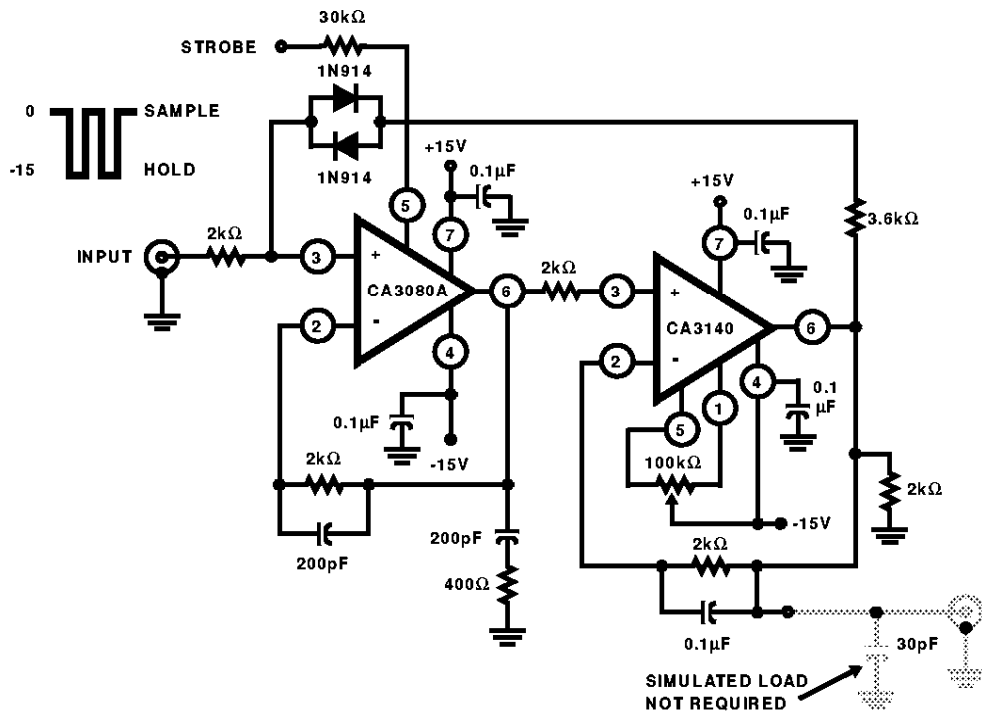 30kΩ
STROBE
1N914
0
SAMPLE
-15
HOLD
1N914
+15V
0.1µF
5
+15V
0.1µF
3.6kΩ
2kΩ
7
7
INPUT
3
+
CA3080A
6
2kΩ
3
+
CA3140
6
2
-
4
2
-
4
0.1
µF
1
5
0.1µF
-15V
100kΩ
2kΩ
2kΩ
-15V
200pF
200pF
2kΩ
400Ω
0.1µF
30pF
SIMULATED LOAD
NOT REQUIRED